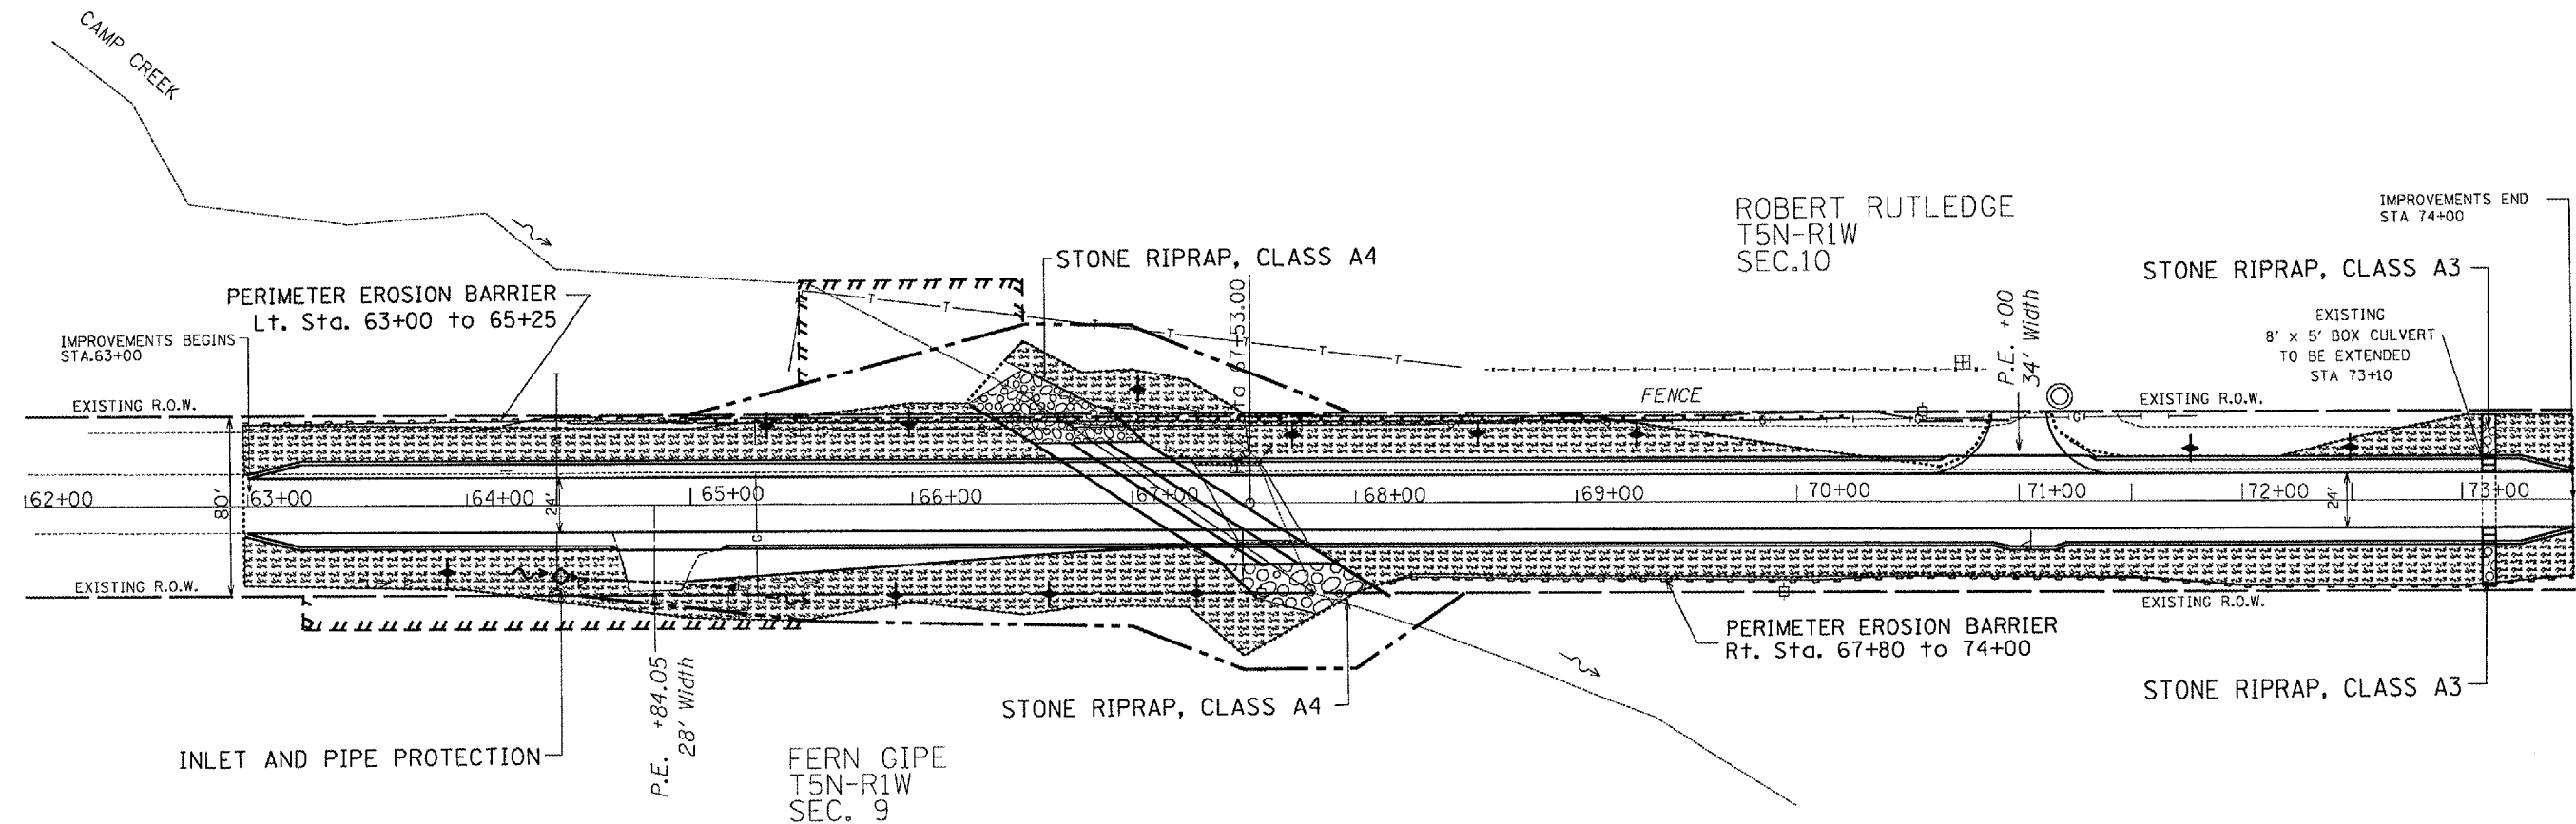 CAMP CREEK
ROBERT RUTLEDGE
T5N-R1W
SEC.10
IMPROVEMENTS END
STA 74+00
STONE RIPRAP, CLASS A4
STONE RIPRAP, CLASS A3
PERIMETER EROSION BARRIER
Lt. Sta. 63+00 to 65+25
IMPROVEMENTS BEGINS
STA.63+00
P.E. +00
34' Width
EXISTING
8' x 5' BOX CULVERT
TO BE EXTENDED
STA 73+10
T
T
T
T
T
T
EXISTING R.O.W.
FENCE
EXISTING R.O.W.
62+00
80'
63+00
64+00
24'
65+00
66+00
67+00
68+00
69+00
70+00
71+00
72+00
24'
73+00
G
EXISTING R.O.W.
EXISTING R.O.W.
PERIMETER EROSION BARRIER
Rt. Sta. 67+80 to 74+00
P.E. +84.05
28' Width
STONE RIPRAP, CLASS A4
STONE RIPRAP, CLASS A3
INLET AND PIPE PROTECTION
FERN GIPE
T5N-R1W
SEC. 9